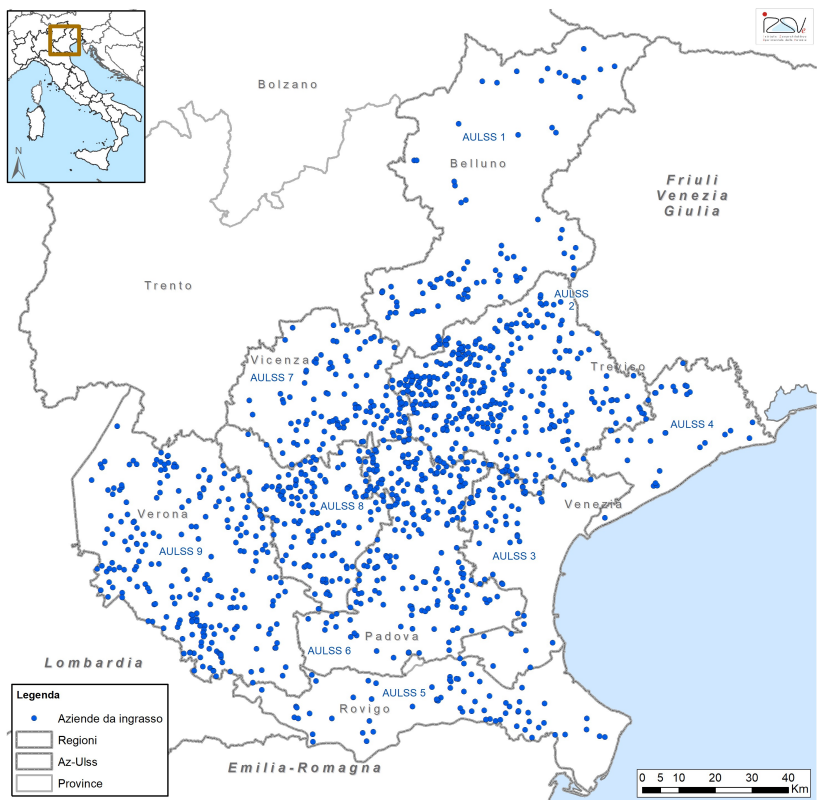 IZSVe
N
Bolzano
AULSS 1
Belluno
Friuli
Venezia
Giulia
Trento
AULSS
2
Vicenza
Treviso
AULSS 7
AULSS 4
AULSS 8
Venezia
Verona
AULSS 3
AULSS 9
Padova
AULSS 6
Lombardia
AULSS 5
Rovigo
Legenda
Aziende da ingrasso
Regioni
Az-Ulss
Province
Emilia-Romagna
0 5 10 20 30 40
Km